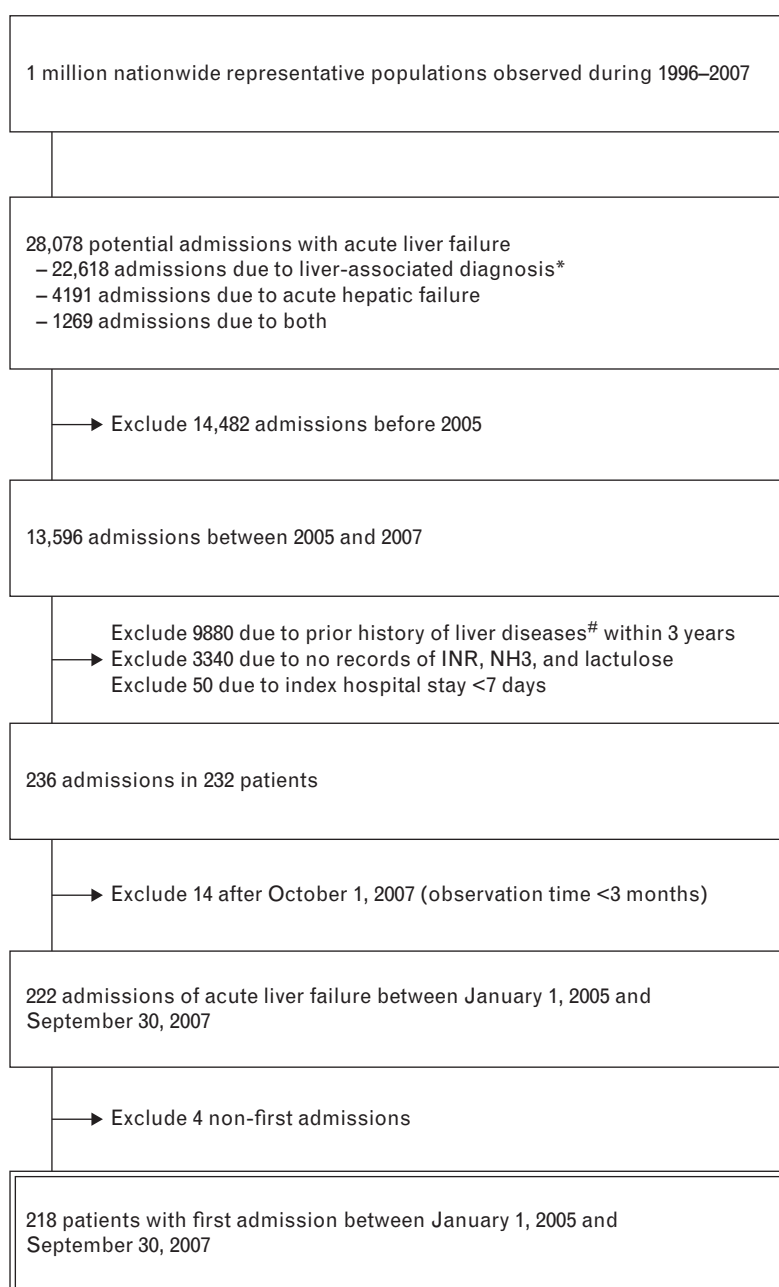 1 million nationwide representative populations observed during 1996–2007
28,078 potential admissions with acute liver failure
– 22,618 admissions due to liver-associated diagnosis*
– 4191 admissions due to acute hepatic failure
– 1269 admissions due to both
Exclude 14,482 admissions before 2005
13,596 admissions between 2005 and 2007
Exclude 9880 due to prior history of liver diseases# within 3 years
Exclude 3340 due to no records of INR, NH3, and lactulose
Exclude 50 due to index hospital stay <7 days
236 admissions in 232 patients
Exclude 14 after October 1, 2007 (observation time <3 months)
222 admissions of acute liver failure between January 1, 2005 and
September 30, 2007
Exclude 4 non-first admissions
218 patients with first admission between January 1, 2005 and
September 30, 2007